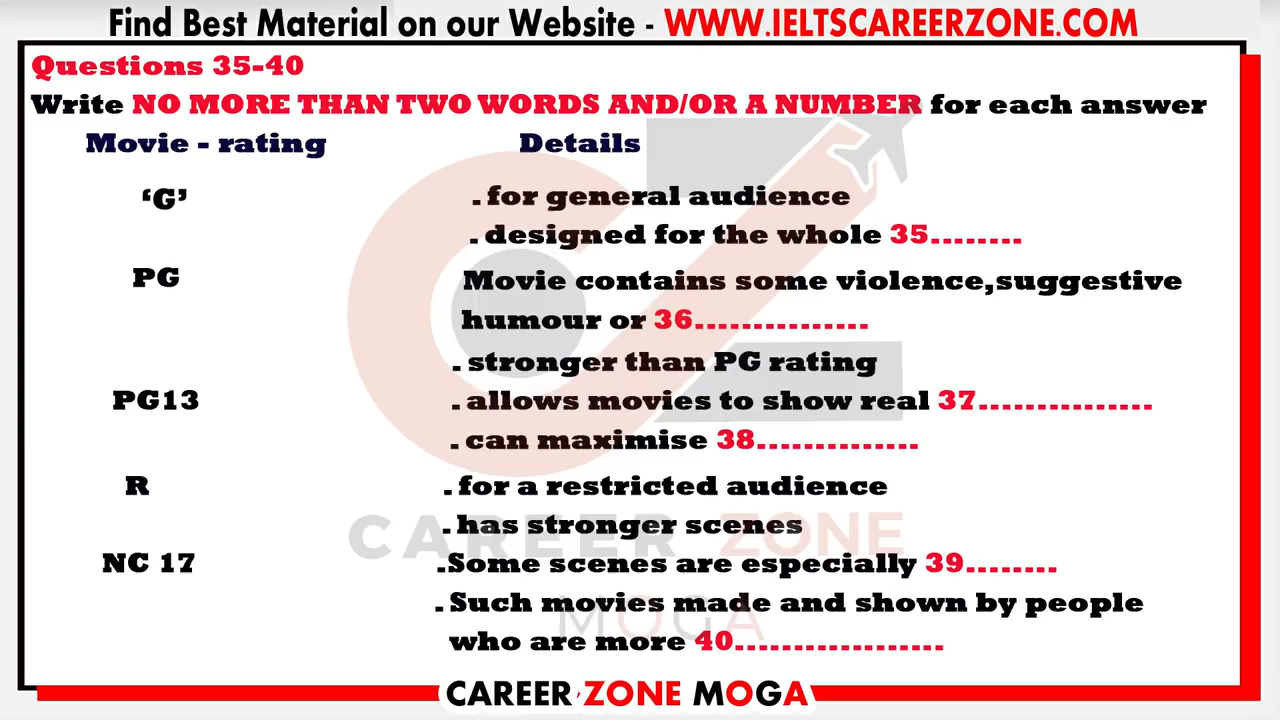 Find Best Material on our Website - WWW.IELTSCAREERZONE.COM
Questions 35-40
Write NO MORE THAN TWO WORDS AND/OR A NUMBER for each answer
Movie - rating Details
‘G’ . for general audience
. designed for the whole 35........
PG Movie contains some violence,suggestive
humour or 36...............
. stronger than PG rating
PG13 . allows movies to show real 37...............
. can maximise 38..............
R . for a restricted audience
. has stronger scenes
CAREER ZONE
NC 17 .Some scenes are especially 39........
. Such movies made and shown by people
MOGA
who are more 40..................
CAREER ZONE MOGA